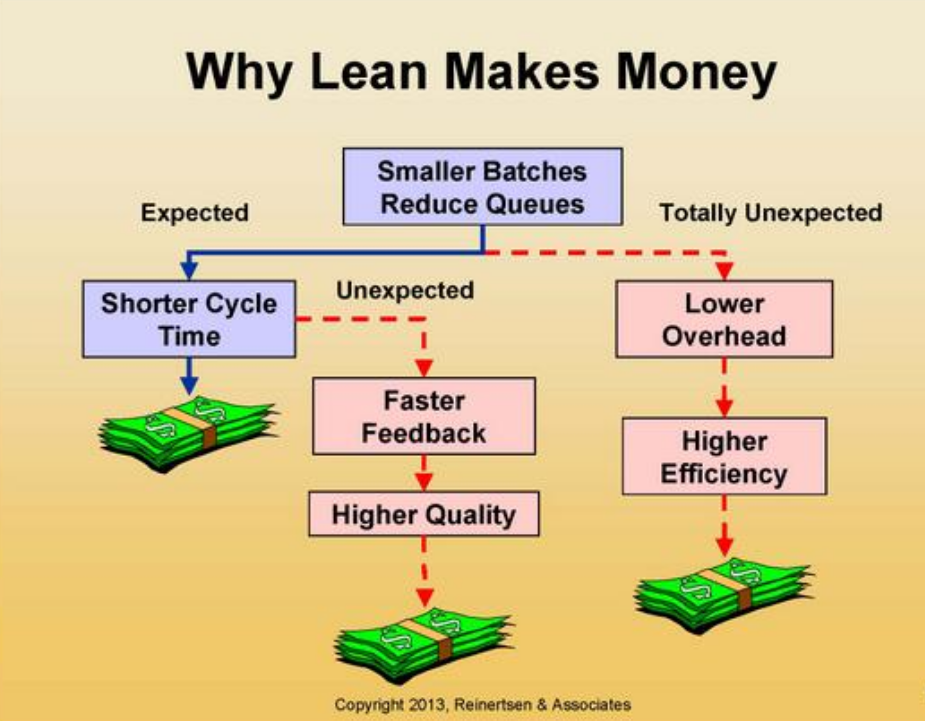 Why Lean Makes Money
Smaller Batches
Reduce Queues
Expected
Totally Unexpected
Shorter Cycle
Time
Unexpected
Lower
Overhead
Faster
Feedback
Higher
Efficiency
Higher Quality
Copyright 2013, Reinertsen & Associates